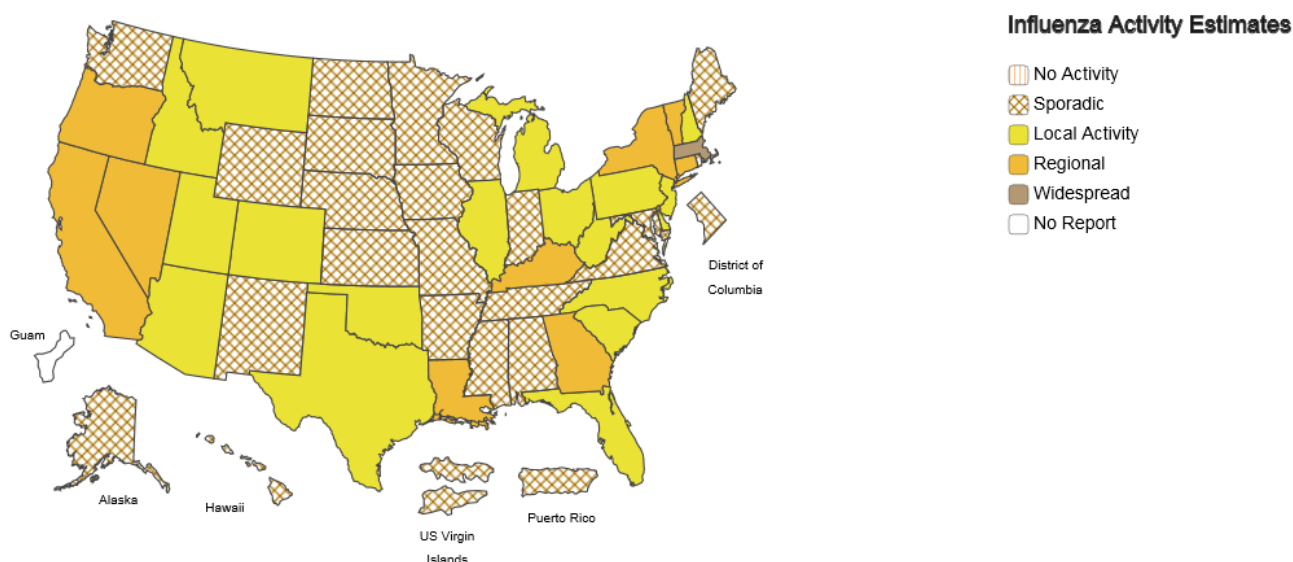 Influenza Activity Estimates
No Activity
Sporadic
Local Activity
Regional
Widespread
No Report
District of
Columbia
Guam
Alaska
Hawaii
US Virgin
Islands
Puerto Rico